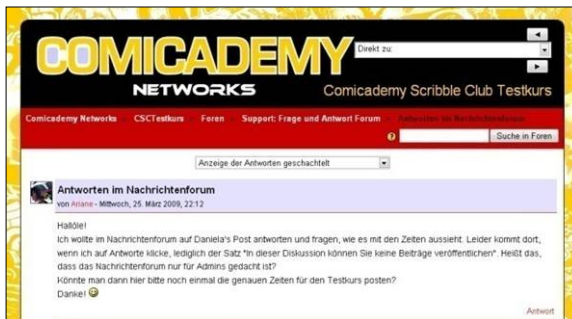 COMICADEMY
NETWORKS
Direkt zu:
Comicademy Scribble Club Testkurs
Comicademy Networks CSCTestkurs Foren Support: Frage und Antwort Forum Antworten im Nachrichtenforum
Suche in Foren
Anzeige der Antworten geschachtelt
Antworten im Nachrichtenforum
von Ariane - Mittwoch, 25. März 2009, 22:12
Hallöle!
Ich wollte im Nachrichtenforum auf Daniela's Post antworten und fragen, wie es mit den Zeiten aussieht. Leider kommt dort,
wenn ich auf Antworte klicke, lediglich der Satz "In dieser Diskussion können Sie keine Beiträge veröffentlichen". Heißt das,
dass das Nachrichtenforum nur für Admins gedacht ist?
Könnte man dann hier bitte noch einmal die genauen Zeiten für den Testkurs posten?
Danke!
Antwort